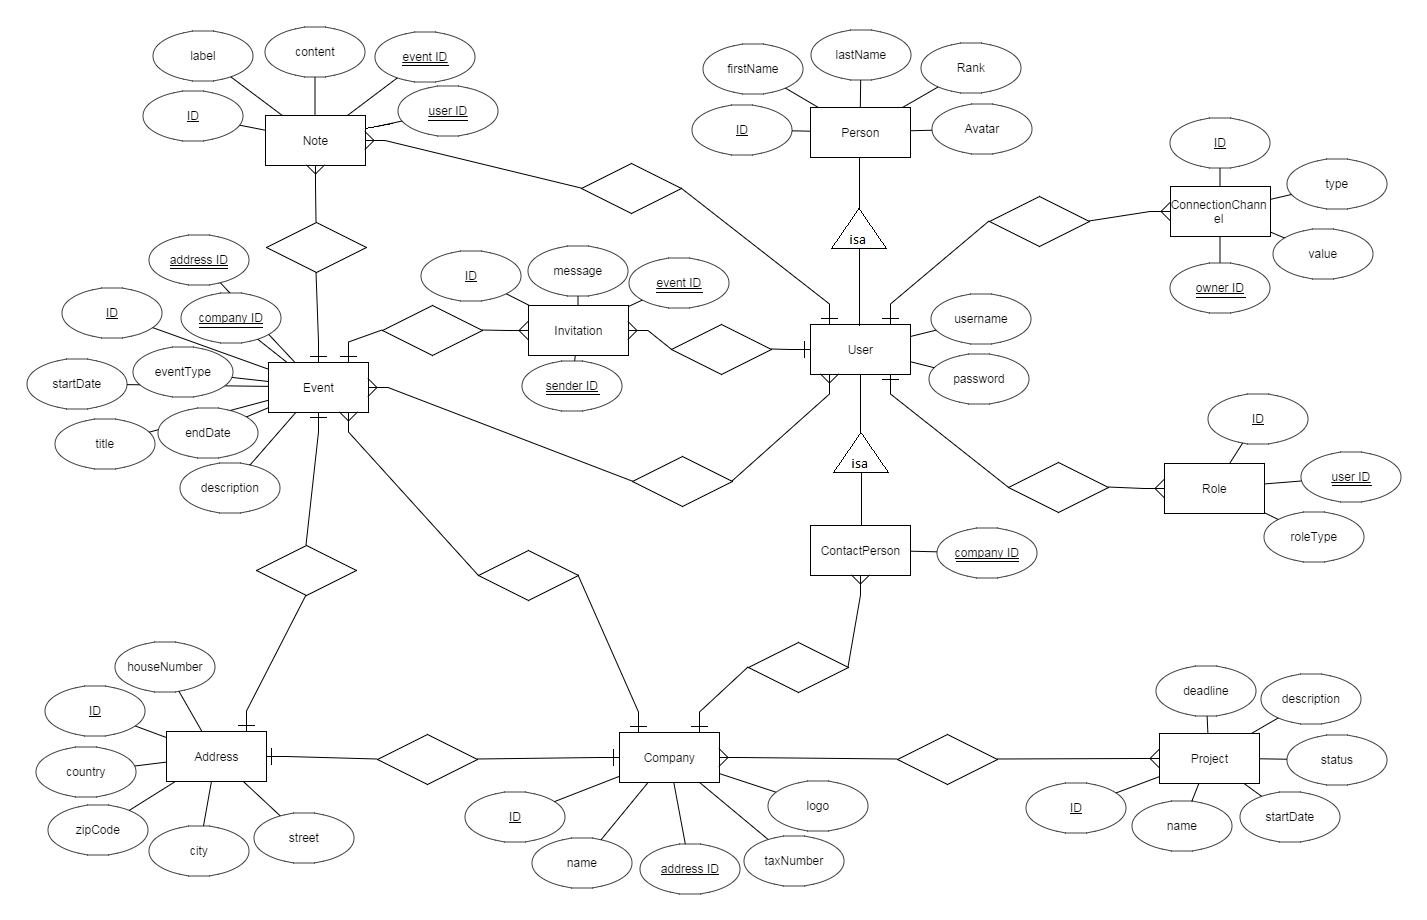 label
content
event ID
ID
user ID
Note
firstName
lastName
Rank
ID
Person
Avatar
isa
ID
type
ConnectionChann
el
value
owner ID
address ID
company ID
ID
eventType
startDate
Event
title
endDate
description
ID
message
event ID
Invitation
sender ID
username
User
password
isa
ContactPerson
company ID
ID
user ID
Role
roleType
houseNumber
ID
Address
country
zipCode
city
street
Company
ID
name
address ID
taxNumber
logo
deadline
description
Project
status
ID
name
startDate